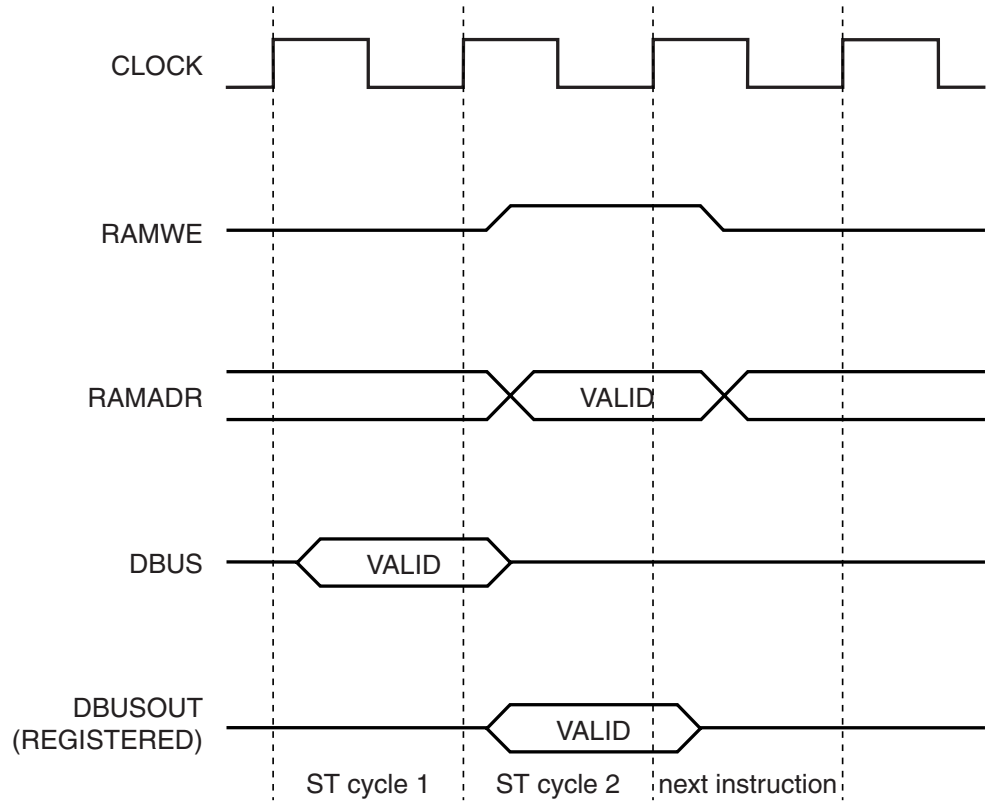 CLOCK
RAMWE
RAMADR
VALID
DBUS
VALID
DBUSOUT
(REGISTERED)
VALID
ST cycle 1
ST cycle 2
next instruction